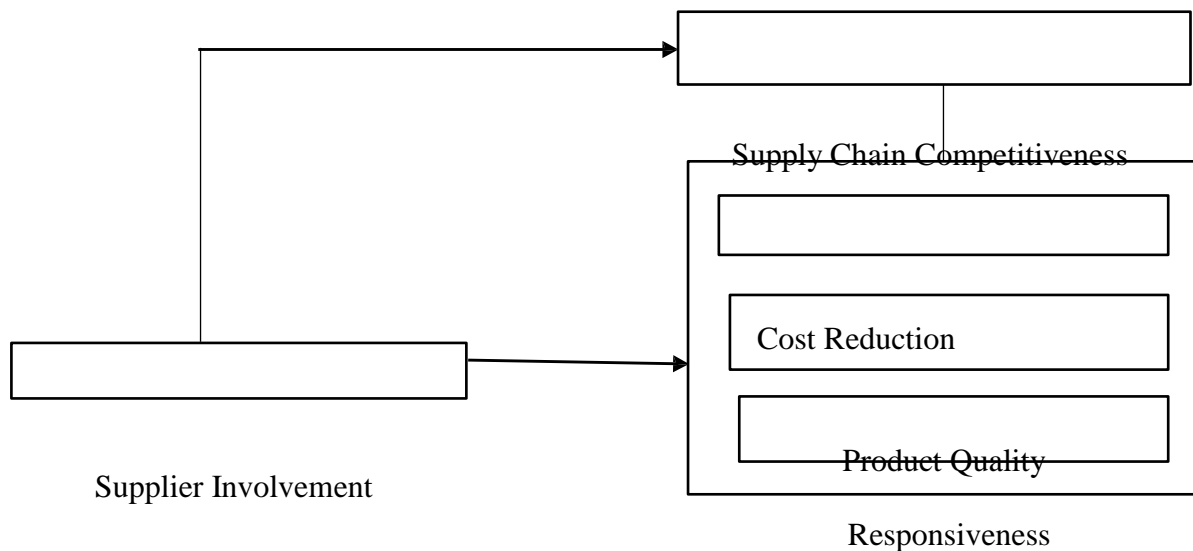 Supply Chain Competitiveness
Cost Reduction
Product Quality
Supplier Involvement
Responsiveness